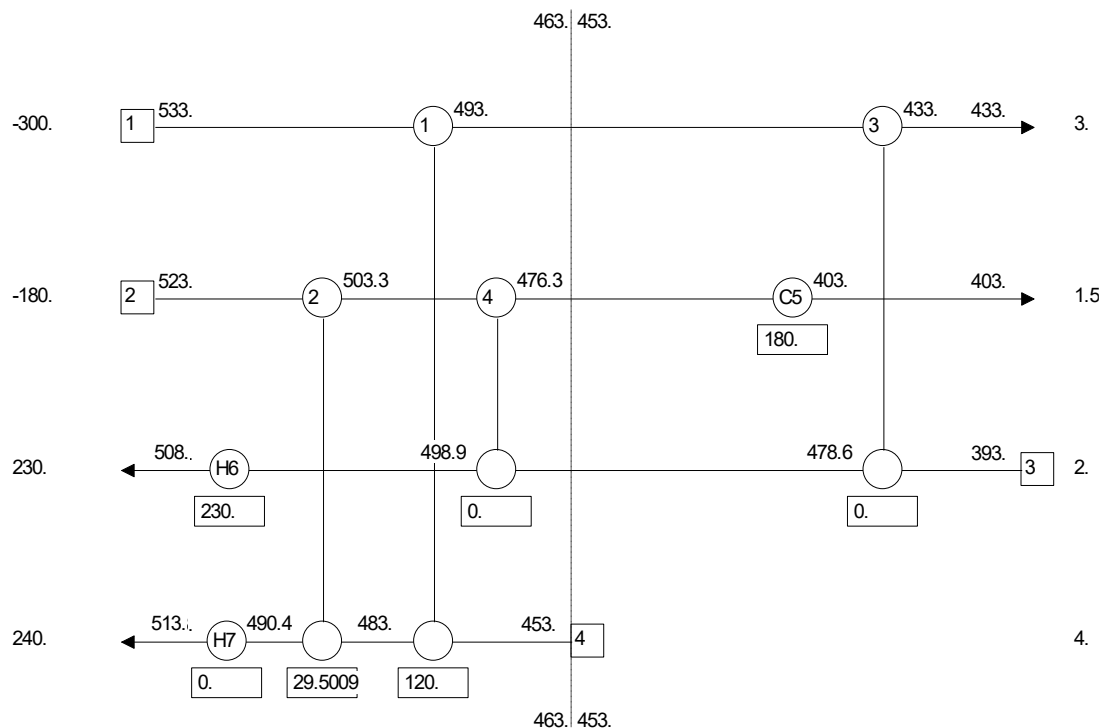 463. 453.
533. 493. 433. 433.
-300. 1 1 3 3.
523. 503.3 476.3 403. 403.
-180. 2 2 4 C5 1.5
180.
508. 498.9 478.6 393.
230. H6 3 2.
230. 0. 0.
513. 490.4 483. 453.
240. H7 4 4.
0. 29.5009 120.
463. 453.